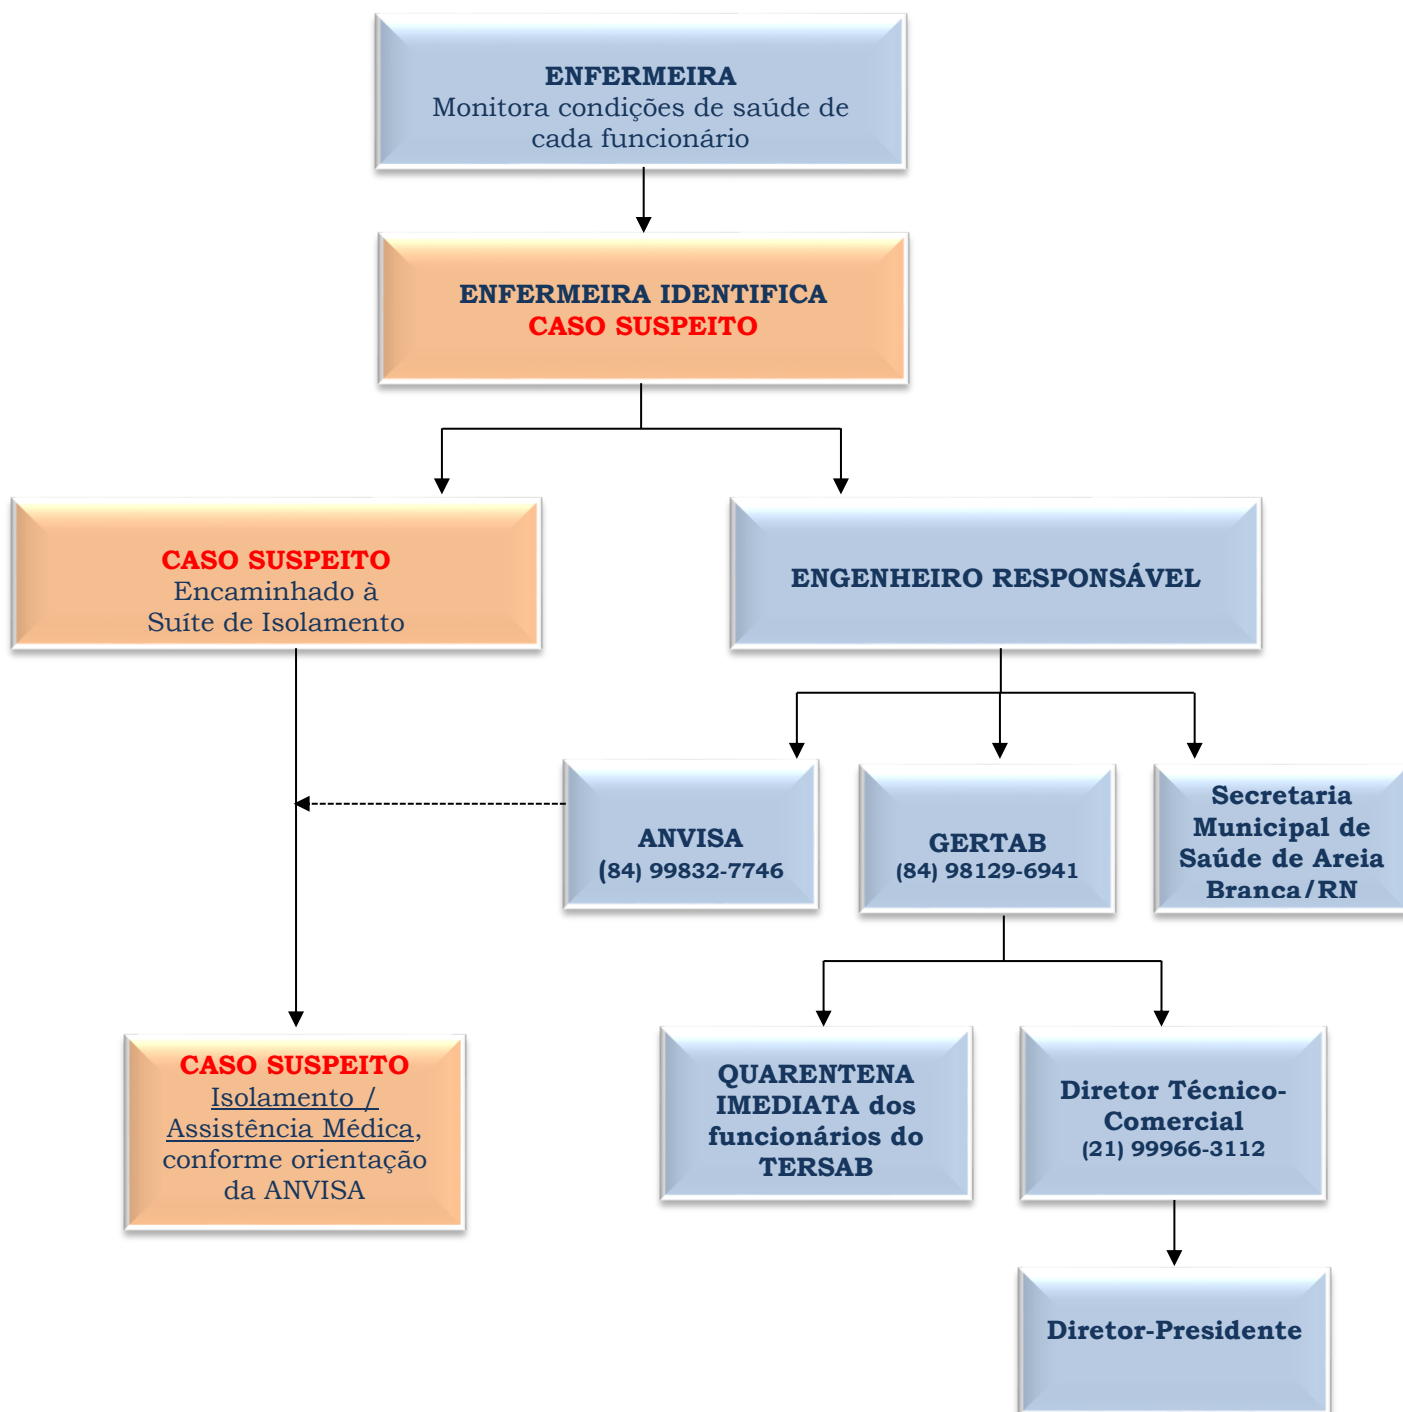 ENFERMEIRA
Monitora condições de saúde de
cada funcionário
ENFERMEIRA IDENTIFICA
CASO SUSPEITO
CASO SUSPEITO
Encaminhado à
Suíte de Isolamento
ENGENHEIRO RESPONSÁVEL
ANVISA
(84) 99832-7746
GERTAB
(84) 98129-6941
Secretaria
Municipal de
Saúde de Areia
Branca/RN
CASO SUSPEITO
Isolamento /
Assistência Médica,
conforme orientação
da ANVISA
QUARENTENA
IMEDIATA dos
funcionários do
TERSAB
Diretor Técnico-
Comercial
(21) 99966-3112
Diretor-Presidente